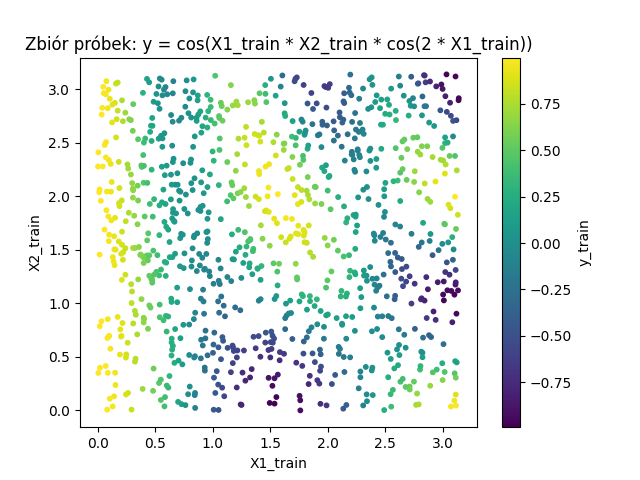 Zbiór próbek: y = cos(X1_train * X2_train * cos(2 * X1_train))
3.0
2.5
2.0
1.5
1.0
0.5
0.0
X2_train
0.0 0.5 1.0 1.5 2.0 2.5 3.0
X1_train
0.75
0.50
0.25
0.00
−0.25
−0.50
−0.75
y_train